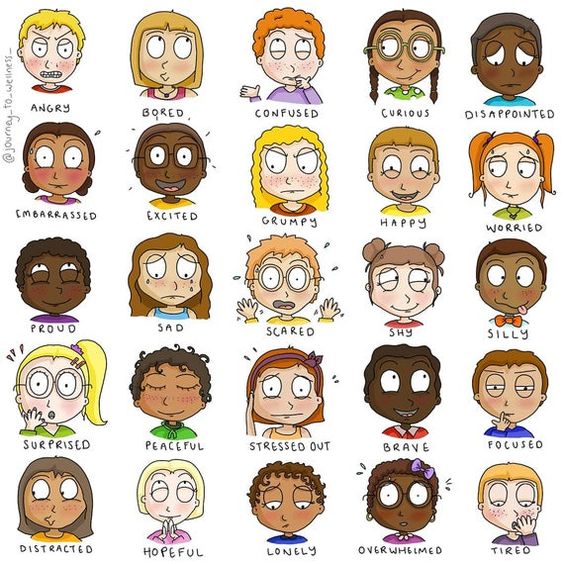 @journey_to_wellness_
ANGRY
BORED
CONFUSED
CURIOUS
DISAPPOINTED
EMBARRASSED
EXCITED
GRUMPY
HAPPY
WORRIED
PROUD
SAD
SCARED
SHY
SILLY
SURPRISED
PEACEFUL
STRESSED OUT
BRAVE
FOCUSED
DISTRACTED
HOPEFUL
LONELY
OVERWHELMED
TIRED